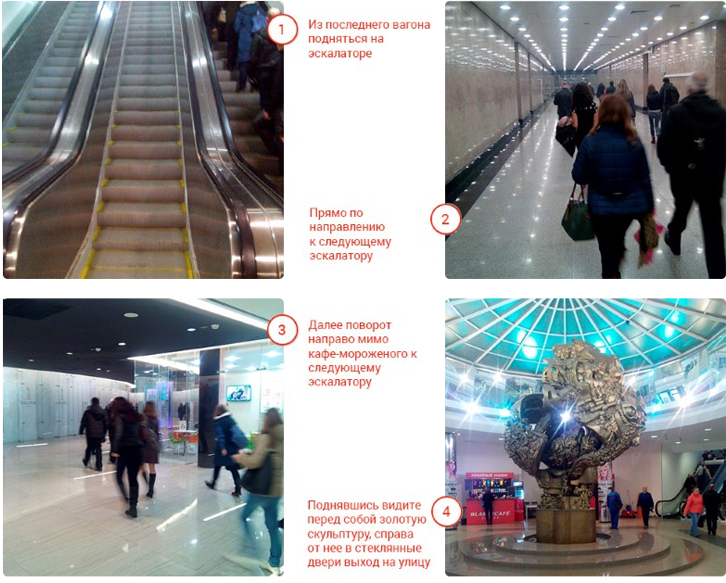 1
Из последнего вагона
подняться на
эскалаторе
2
Прямо по
направлению
к следующему
эскалатору
3
Далее поворот
направо мимо
кафе-мороженого к
следующему
эскалатору
4
Поднявшись видите
перед собой золотую
скульптуру, справа
от нее в стеклянные
двери выход на улицу